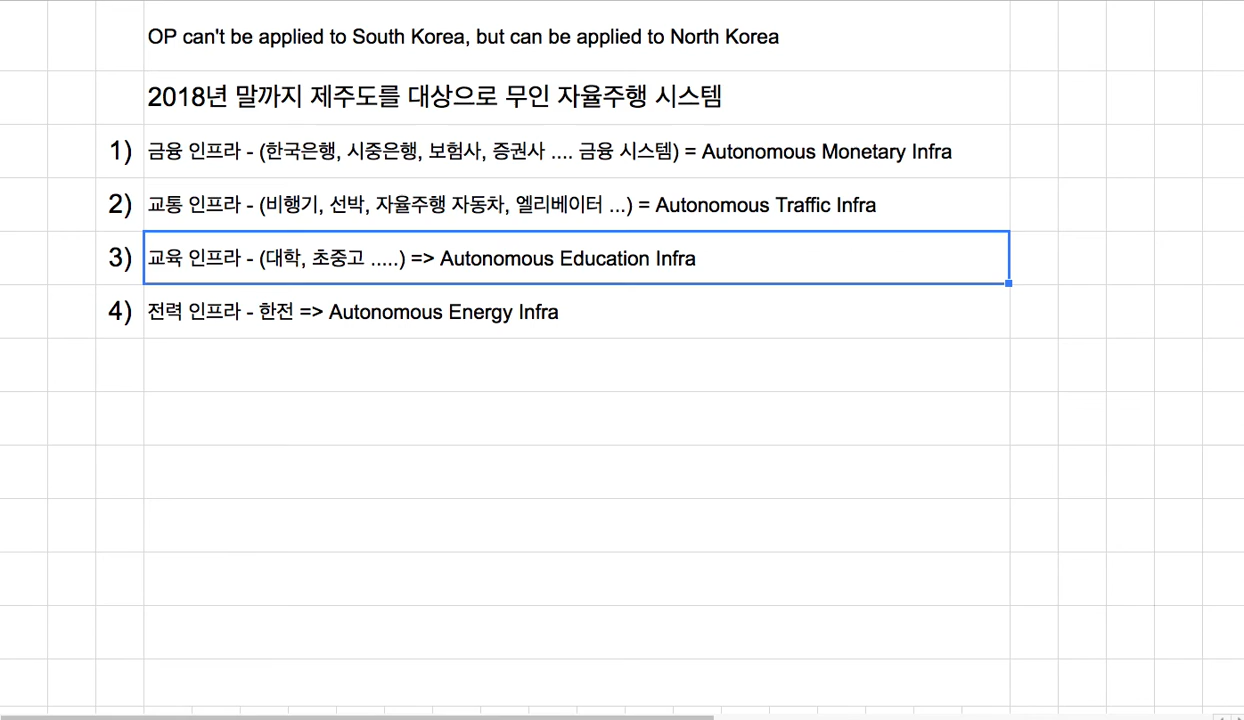 OP can't be applied to South Korea, but can be applied to North Korea
2018년 말까지 제주도를 대상으로 무인 자율주행 시스템
1) 금융 인프라 - (한국은행, 시중은행, 보험사, 증권사 .... 금융 시스템) = Autonomous Monetary Infra
2) 교통 인프라 - (비행기, 선박, 자율주행 자동차, 엘리베이터 ...) = Autonomous Traffic Infra
3) 교육 인프라 - (대학, 초중고 .....) => Autonomous Education Infra
4) 전력 인프라 - 한전 => Autonomous Energy Infra